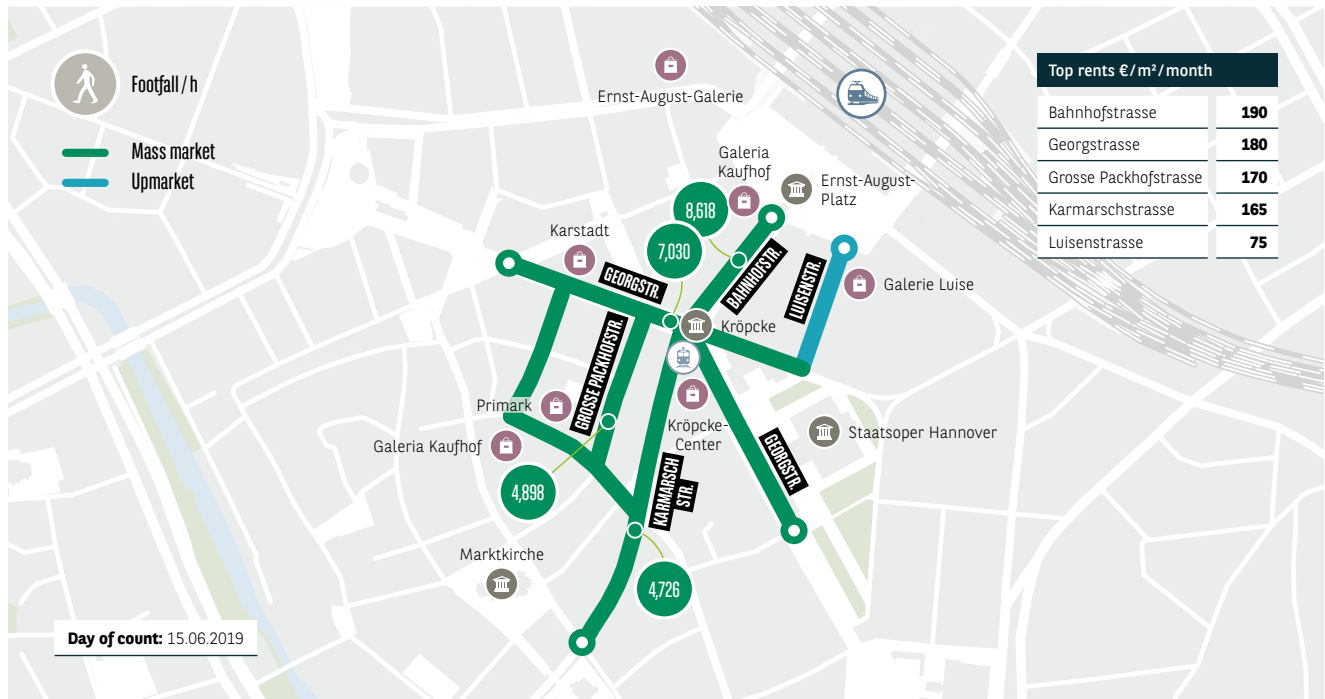 Footfall / h
Mass market
Upmarket
Ernst-August-Galerie
Top rents €/m²/month
Bahnhofstrasse 190
Georgstrasse 180
Grosse Packhofstrasse 170
Karmarschstrasse 165
Luisenstrasse 75
Galeria
Kaufhof
Ernst-August-
Platz
8,618
7,030
Karstadt
GEORGSTR.
BAHNHOFSTR.
LUISENSTR.
Galerie Luise
Kröpcke
GROSSE PACKHOFSTR.
Primark
Galeria Kaufhof
Kröpcke-
Center
Staatsoper Hannover
GEORGSTR.
KARMARSCH
STR.
4,898
4,726
Marktkirche
Day of count: 15.06.2019